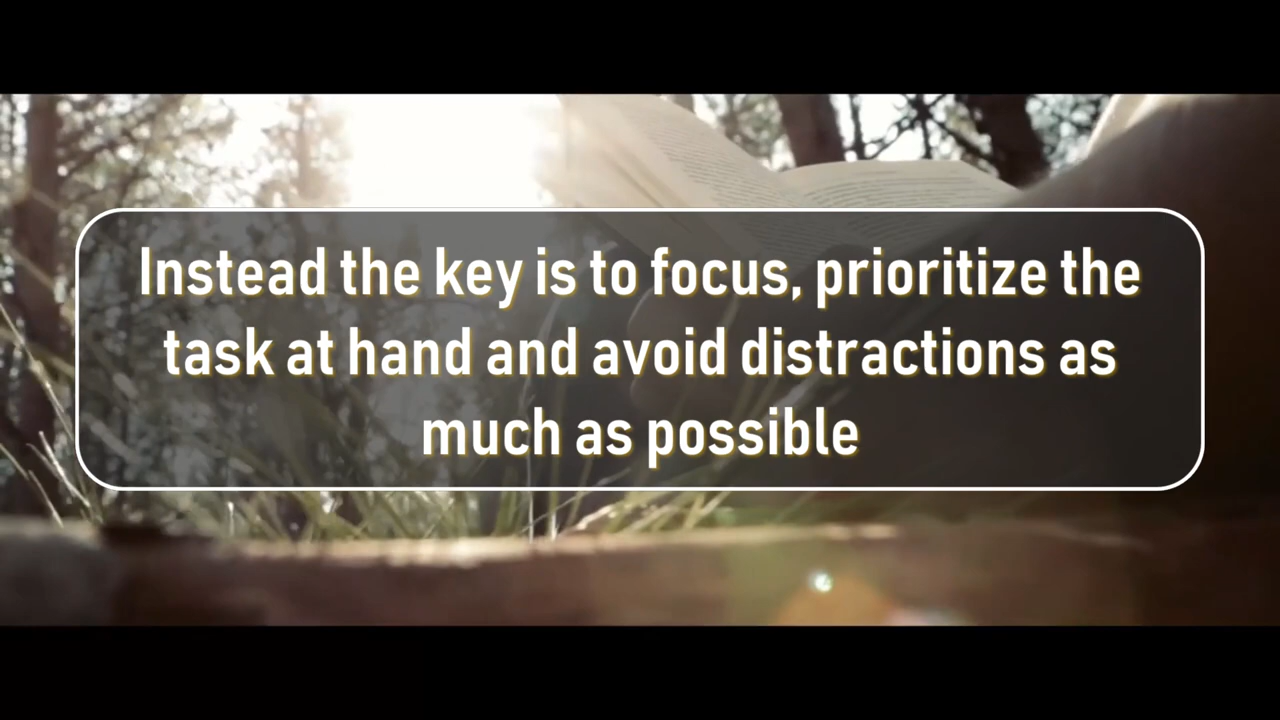 Instead the key is to focus, prioritize the
task at hand and avoid distractions as
much as possible